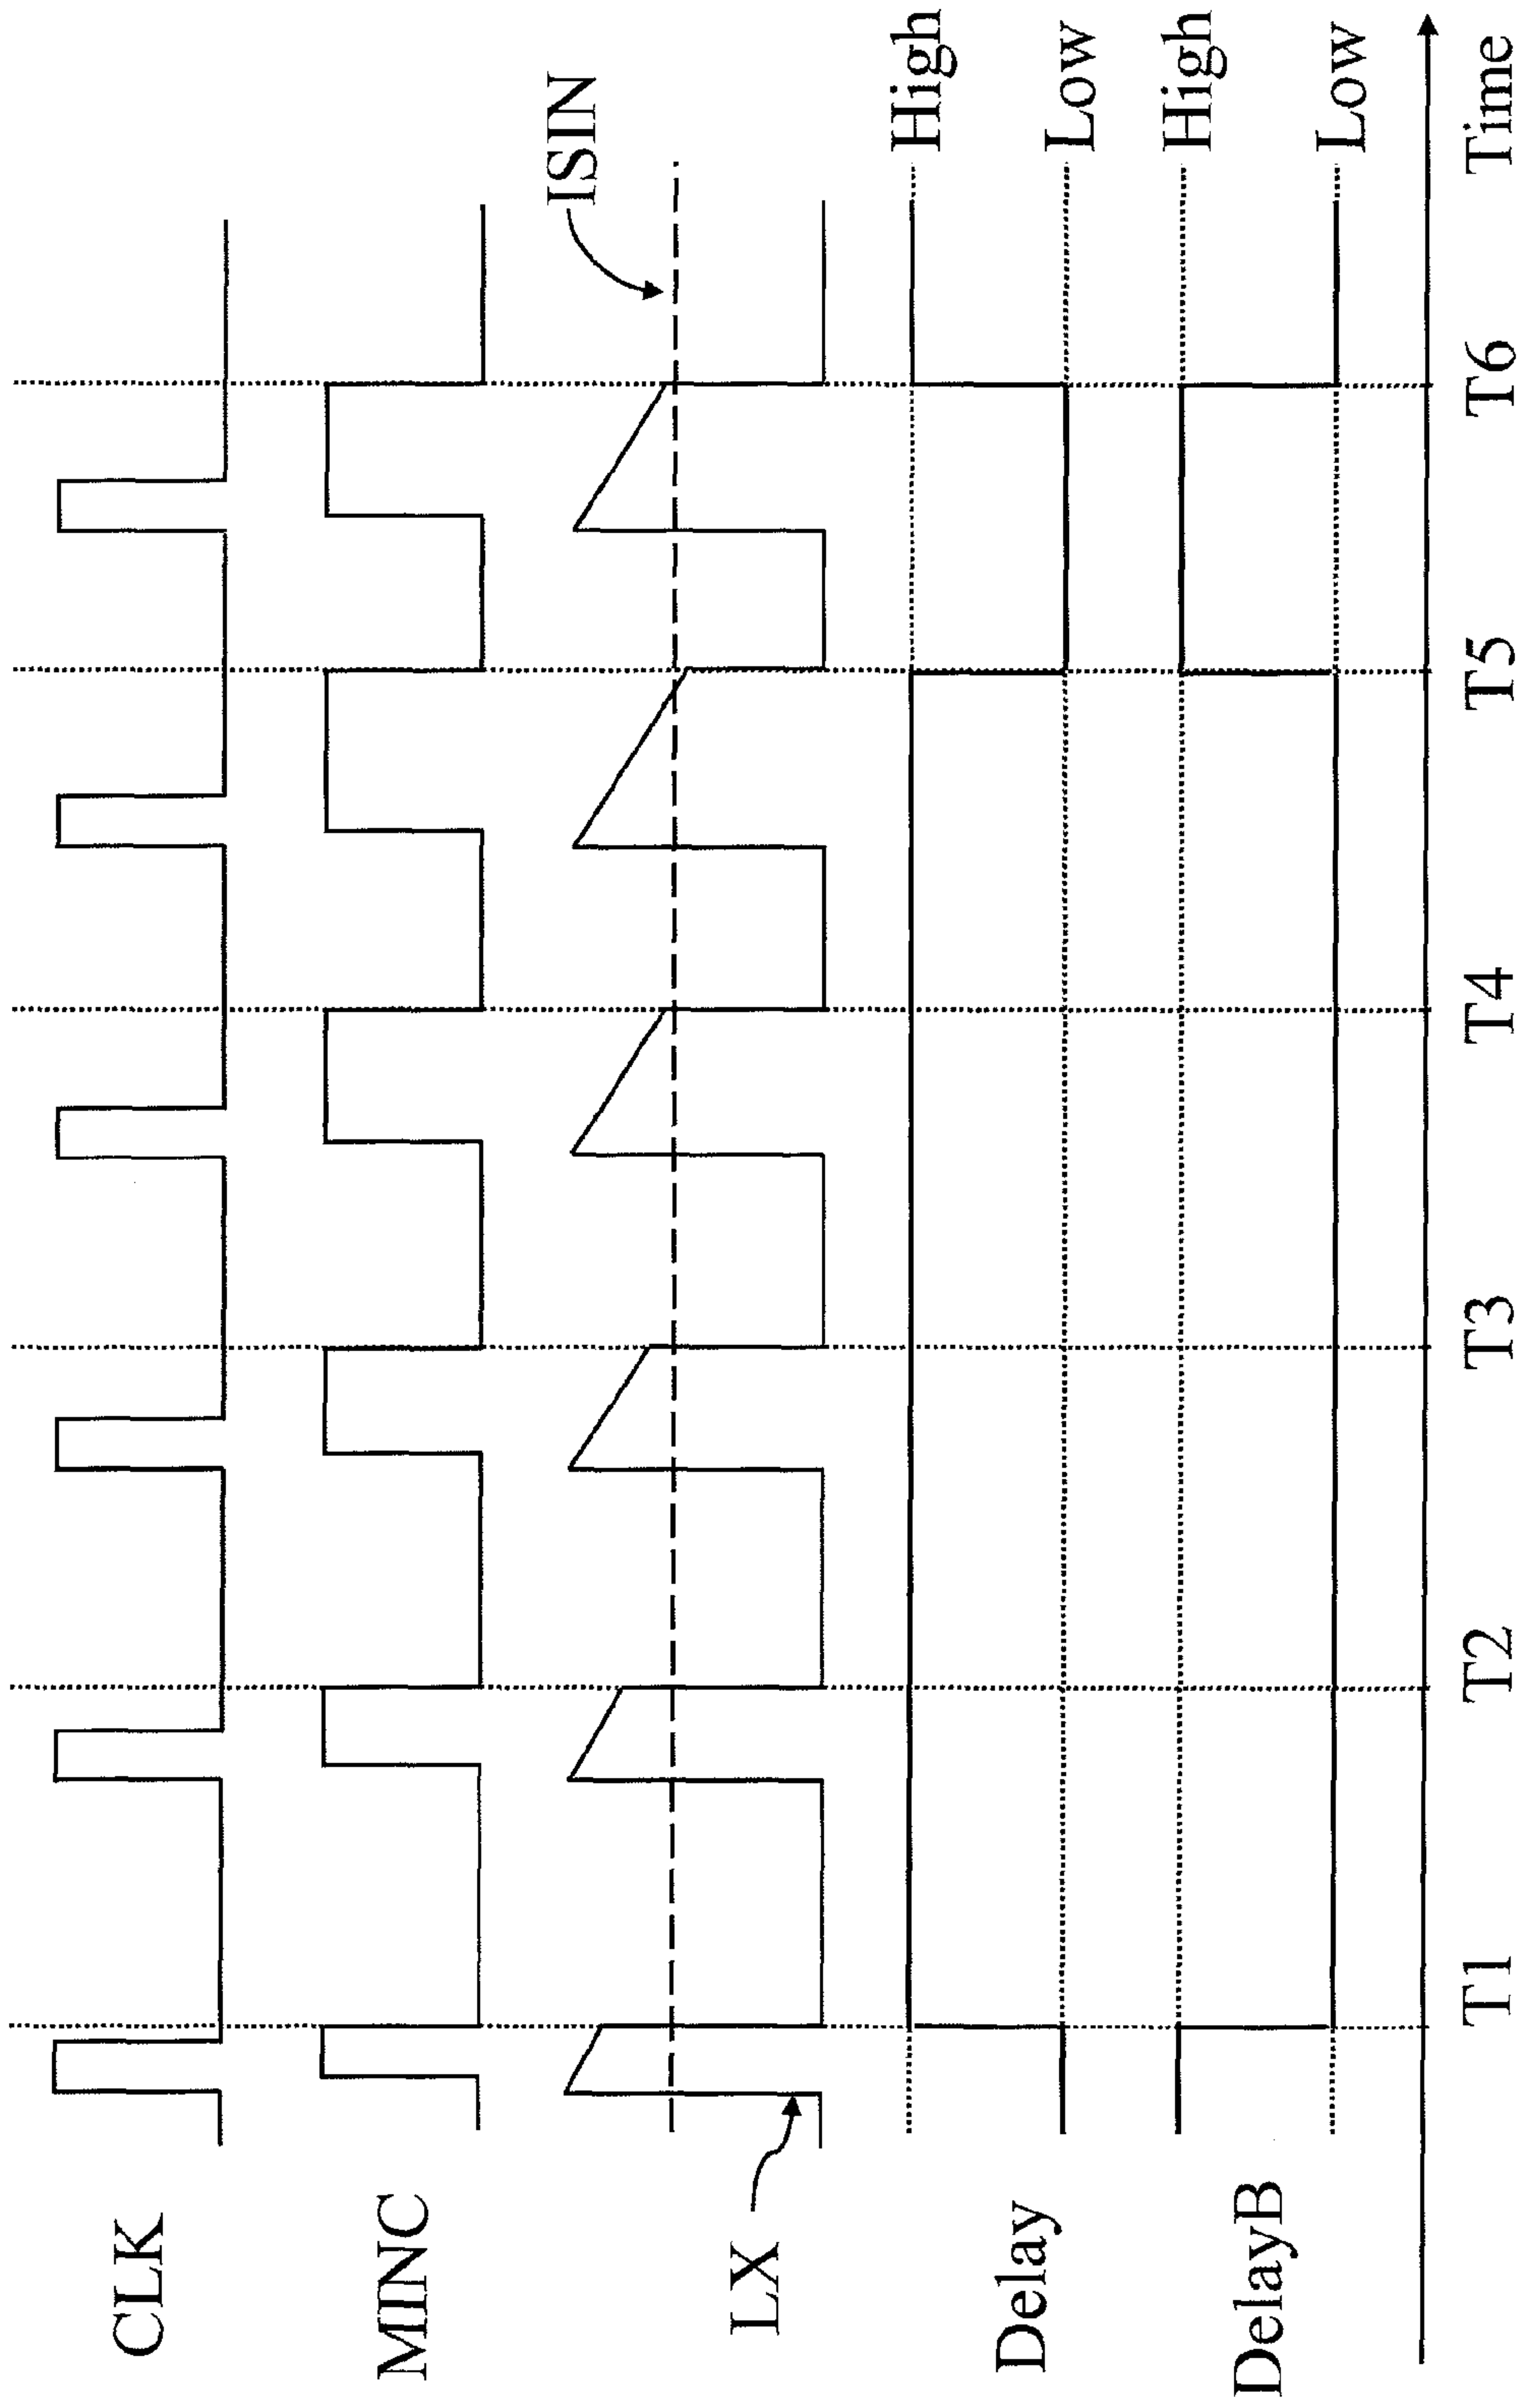 CLK
MINC
ISIN
LX
High
Delay
Low
High
DelayB
Low
T1 T2 T3 T4 T5 T6 Time